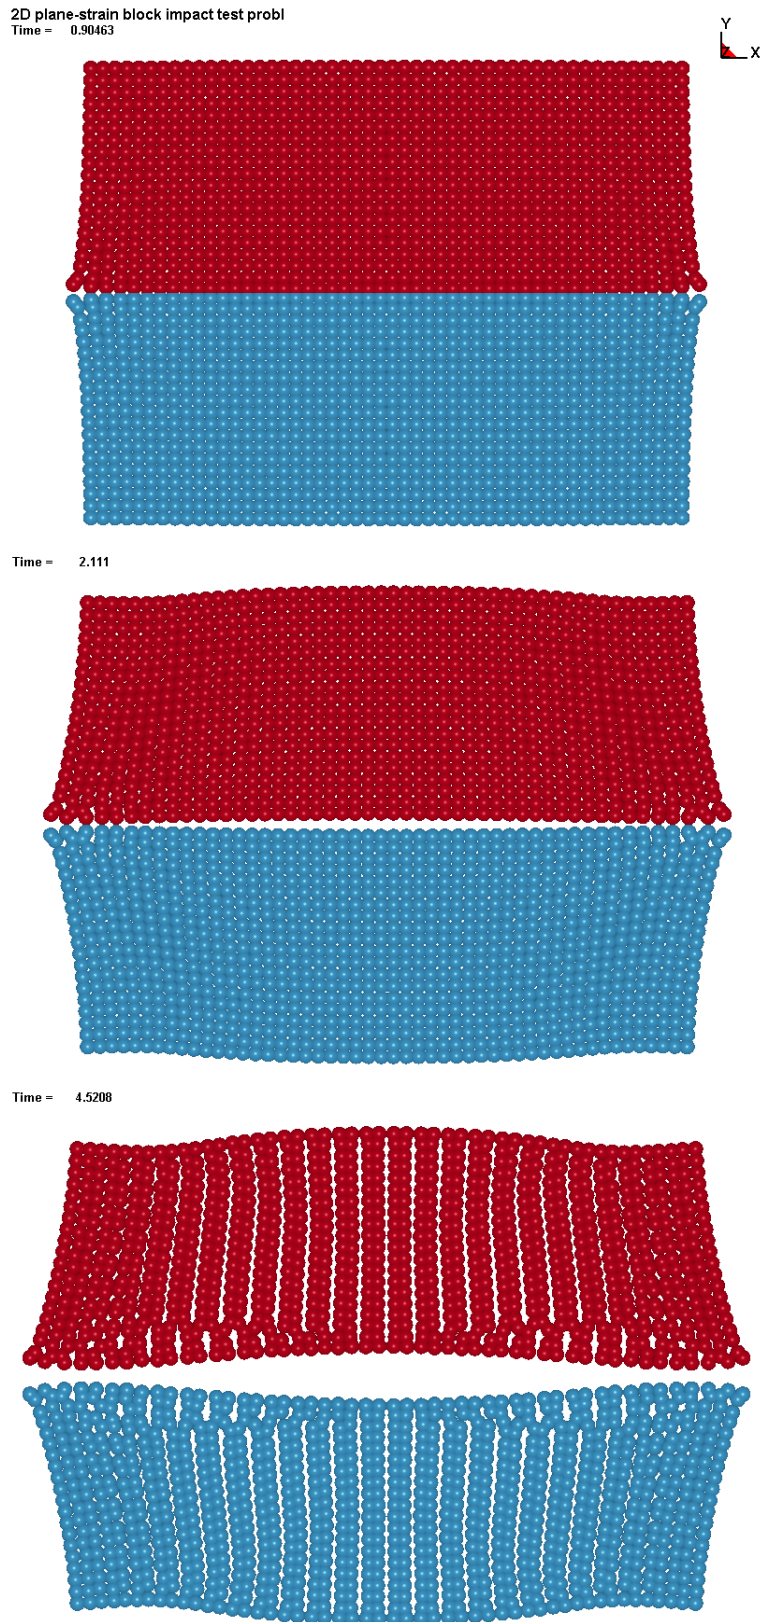 2D plane-strain block impact test probl
Time = 0.90463
Y
Z X
Time = 2.111
Time = 4.5208